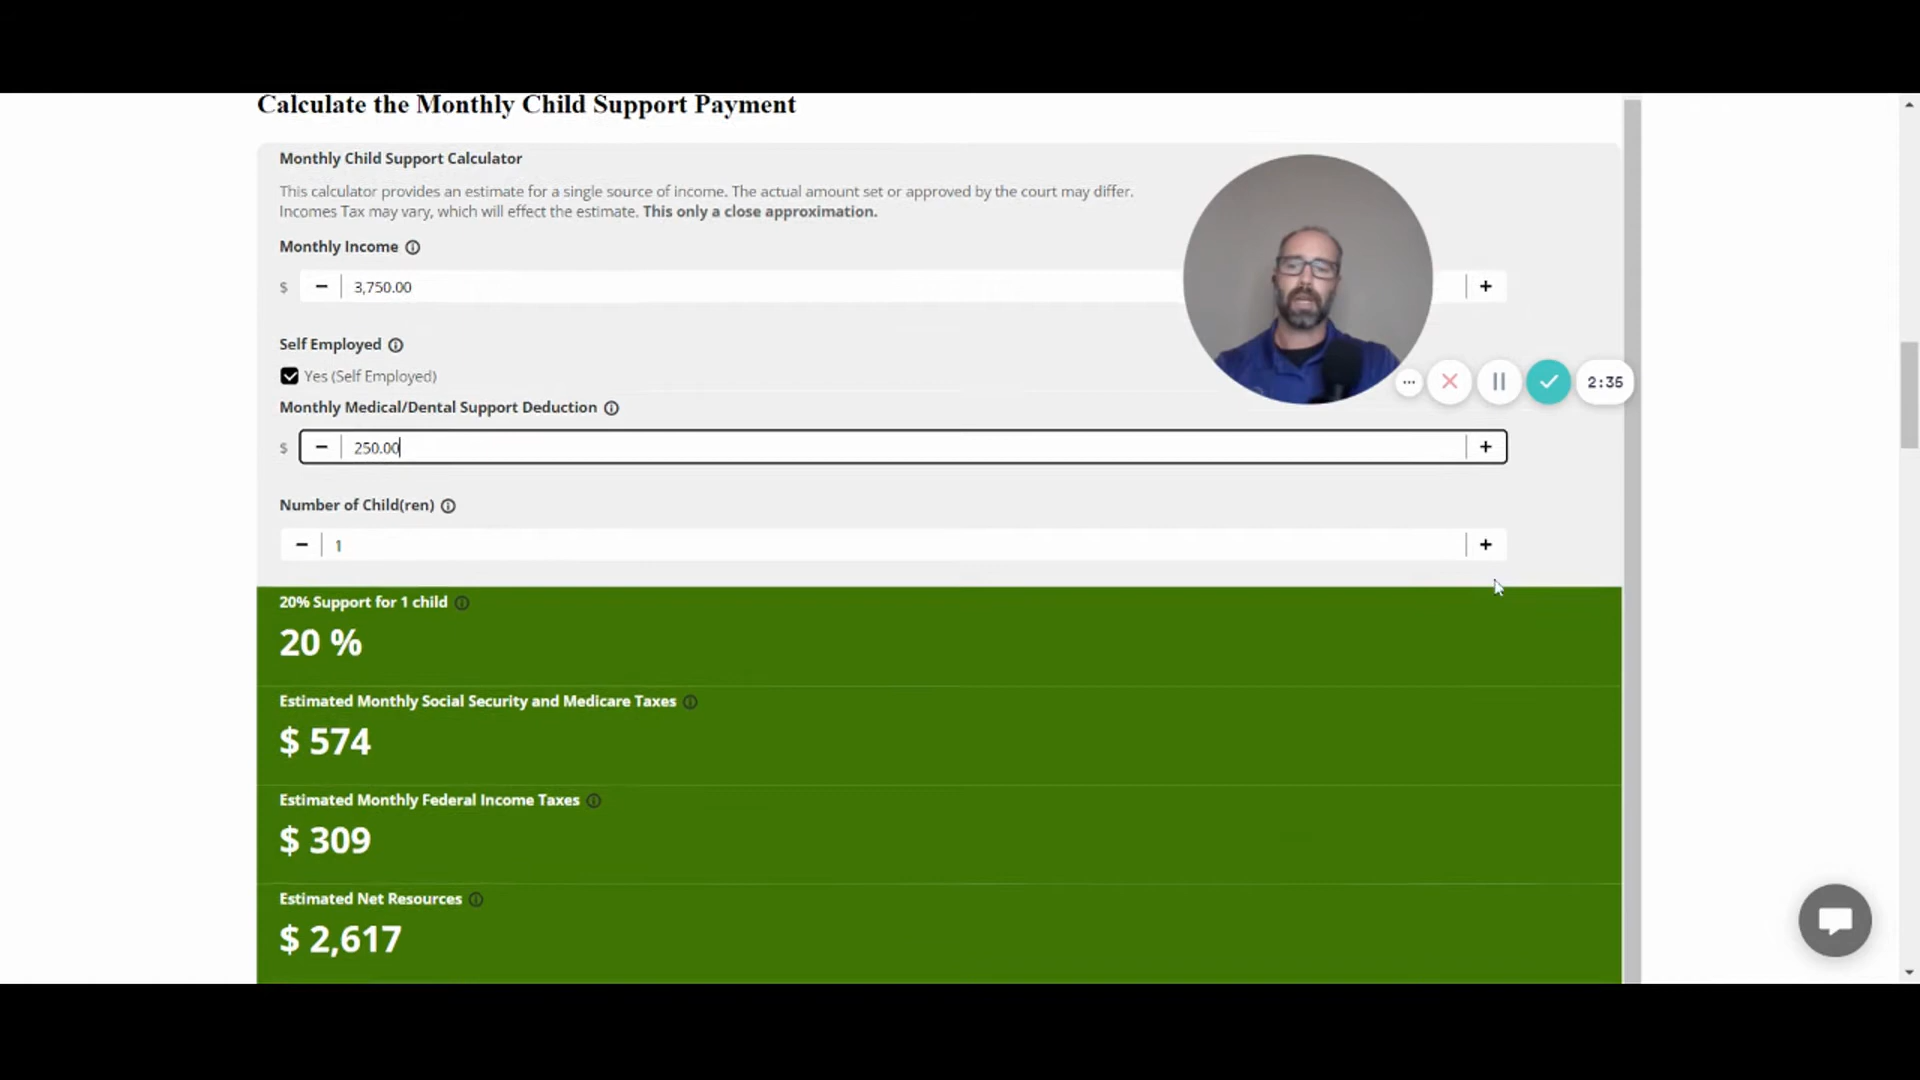 Calculate the Monthly Child Support Payment
Monthly Child Support Calculator
This calculator provides an estimate for a single source of income. The actual amount set or approved by the court may differ.
Incomes Tax may vary, which will effect the estimate. This only a close approximation.
Monthly Income
$ − 3,750.00 +
Self Employed
Yes (Self Employed)
2:35
Monthly Medical/Dental Support Deduction
$ − 250.00 +
Number of Child(ren)
− 1 +
20% Support for 1 child
20 %
Estimated Monthly Social Security and Medicare Taxes
$ 574
Estimated Monthly Federal Income Taxes
$ 309
Estimated Net Resources
$ 2,617